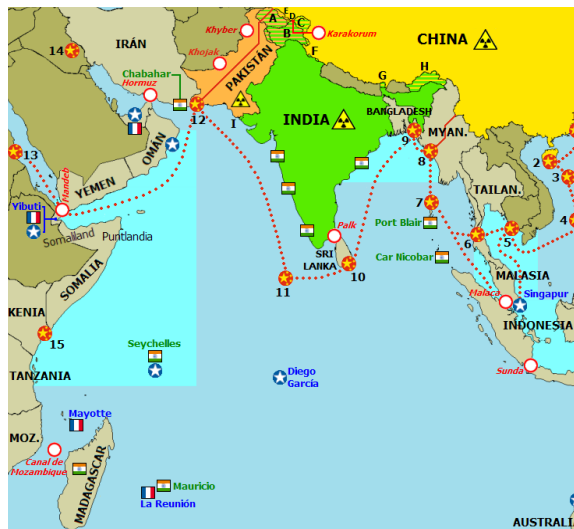 A
E
D
C
B
F
Khyber
Karakorum
CHINA
14
IRÁN
Khojak
PAKISTÁN
Chabahar
Hormuz
12
I
INDIA
G
H
BANGLADESH
9
MYAN.
8
OMÁN
13
YEMEN
Mandeb
Yibuti
Somaliland
Puntlandia
SOMALIA
KENIA
15
TANZANIA
Seychelles
Mayotte
MOZ.
Canal de
Mozambique
MADAGASCAR
Mauricio
La Reunión
Diego
García
11
10
Palk
SRI
LANKA
7
Port Blair
Car Nicobar
6
5
TAILAN.
2
3
4
MALASIA
Malaca
Singapur
INDONESIA
Sunda
AUSTRALI